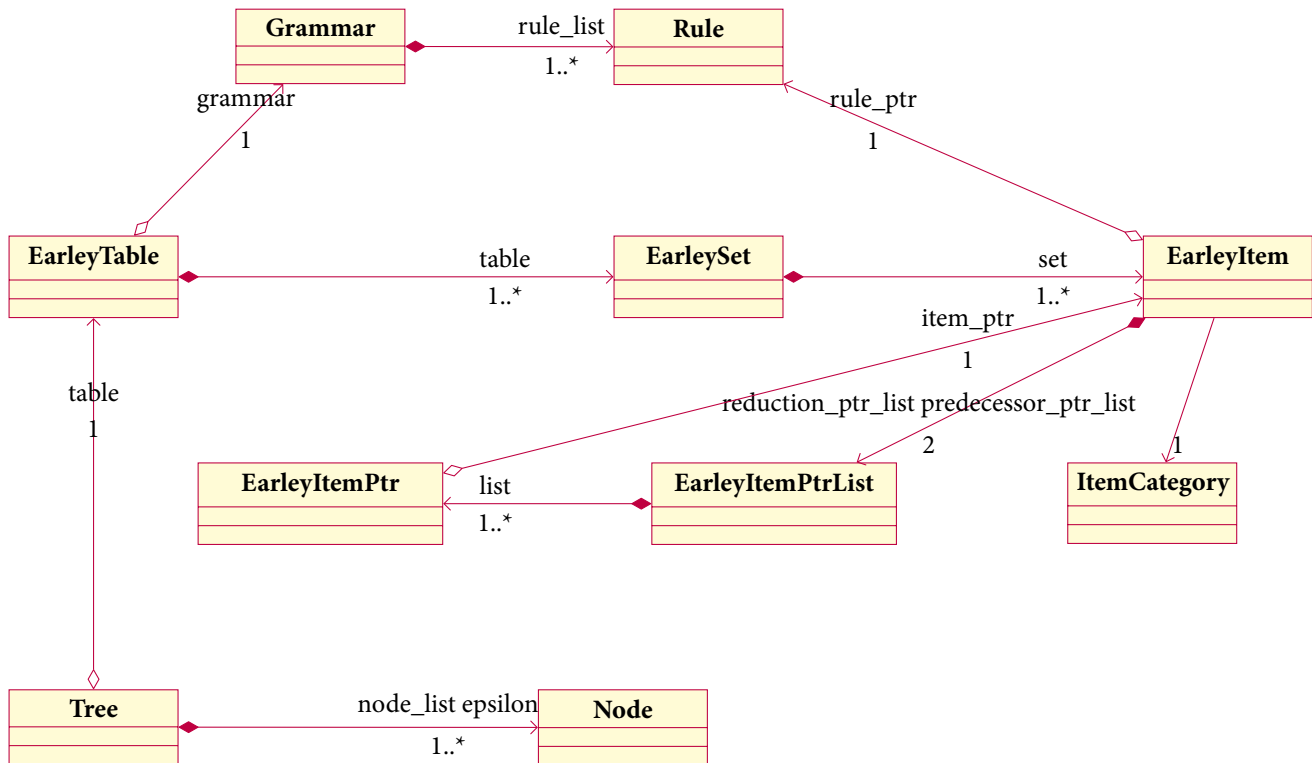 Grammar
rule_list
Rule
1..*
grammar
1
rule_ptr
1
EarleyTable
table
1..*
EarleySet
set
1..*
EarleyItem
item_ptr
1
table
1
reduction_ptr_list predecessor_ptr_list
2
1
EarleyItemPtr
list
1..*
EarleyItemPtrList
ItemCategory
Tree
node_list epsilon
1..*
Node